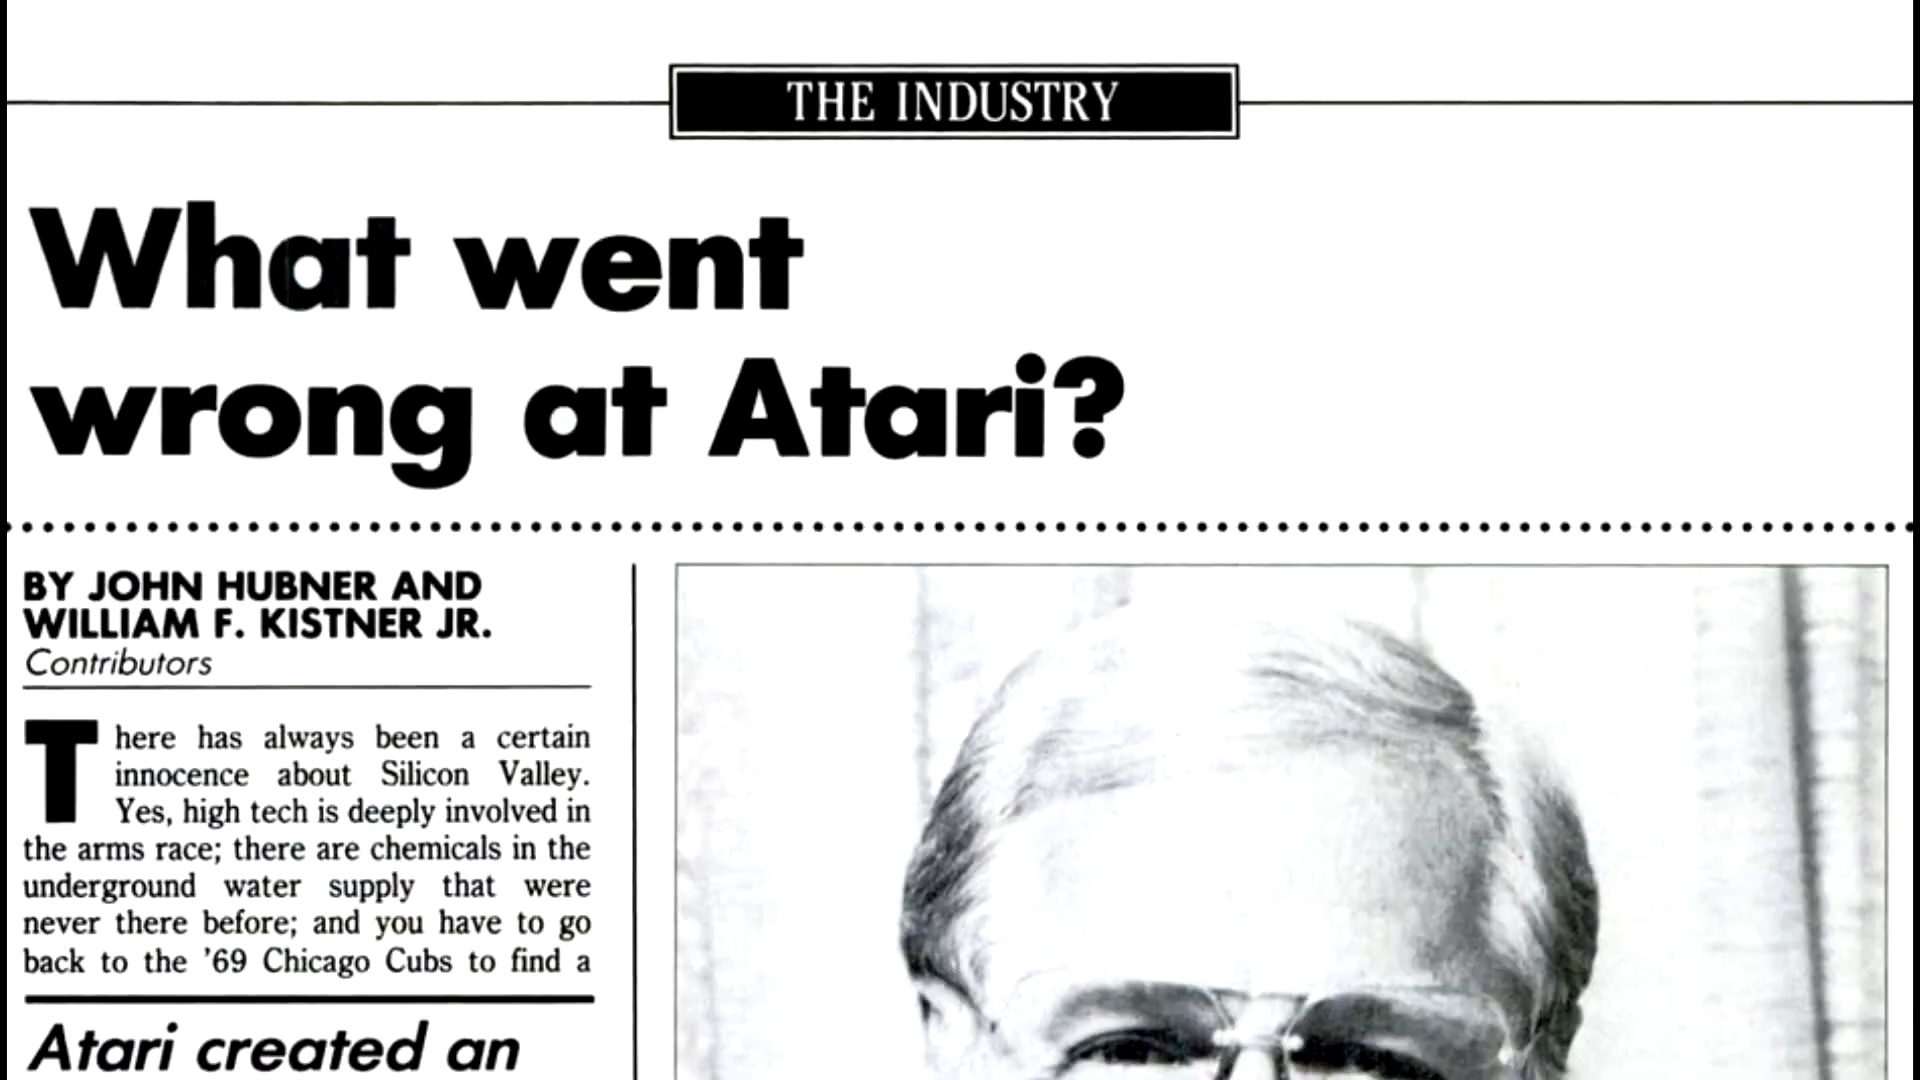 THE INDUSTRY
What went
wrong at Atari?
BY JOHN HUBNER AND
WILLIAM F. KISTNER JR.
Contributors
There has always been a certain
innocence about Silicon Valley.
Yes, high tech is deeply involved in
the arms race; there are chemicals in the
underground water supply that were
never there before; and you have to go
back to the '69 Chicago Cubs to find a
Atari created an